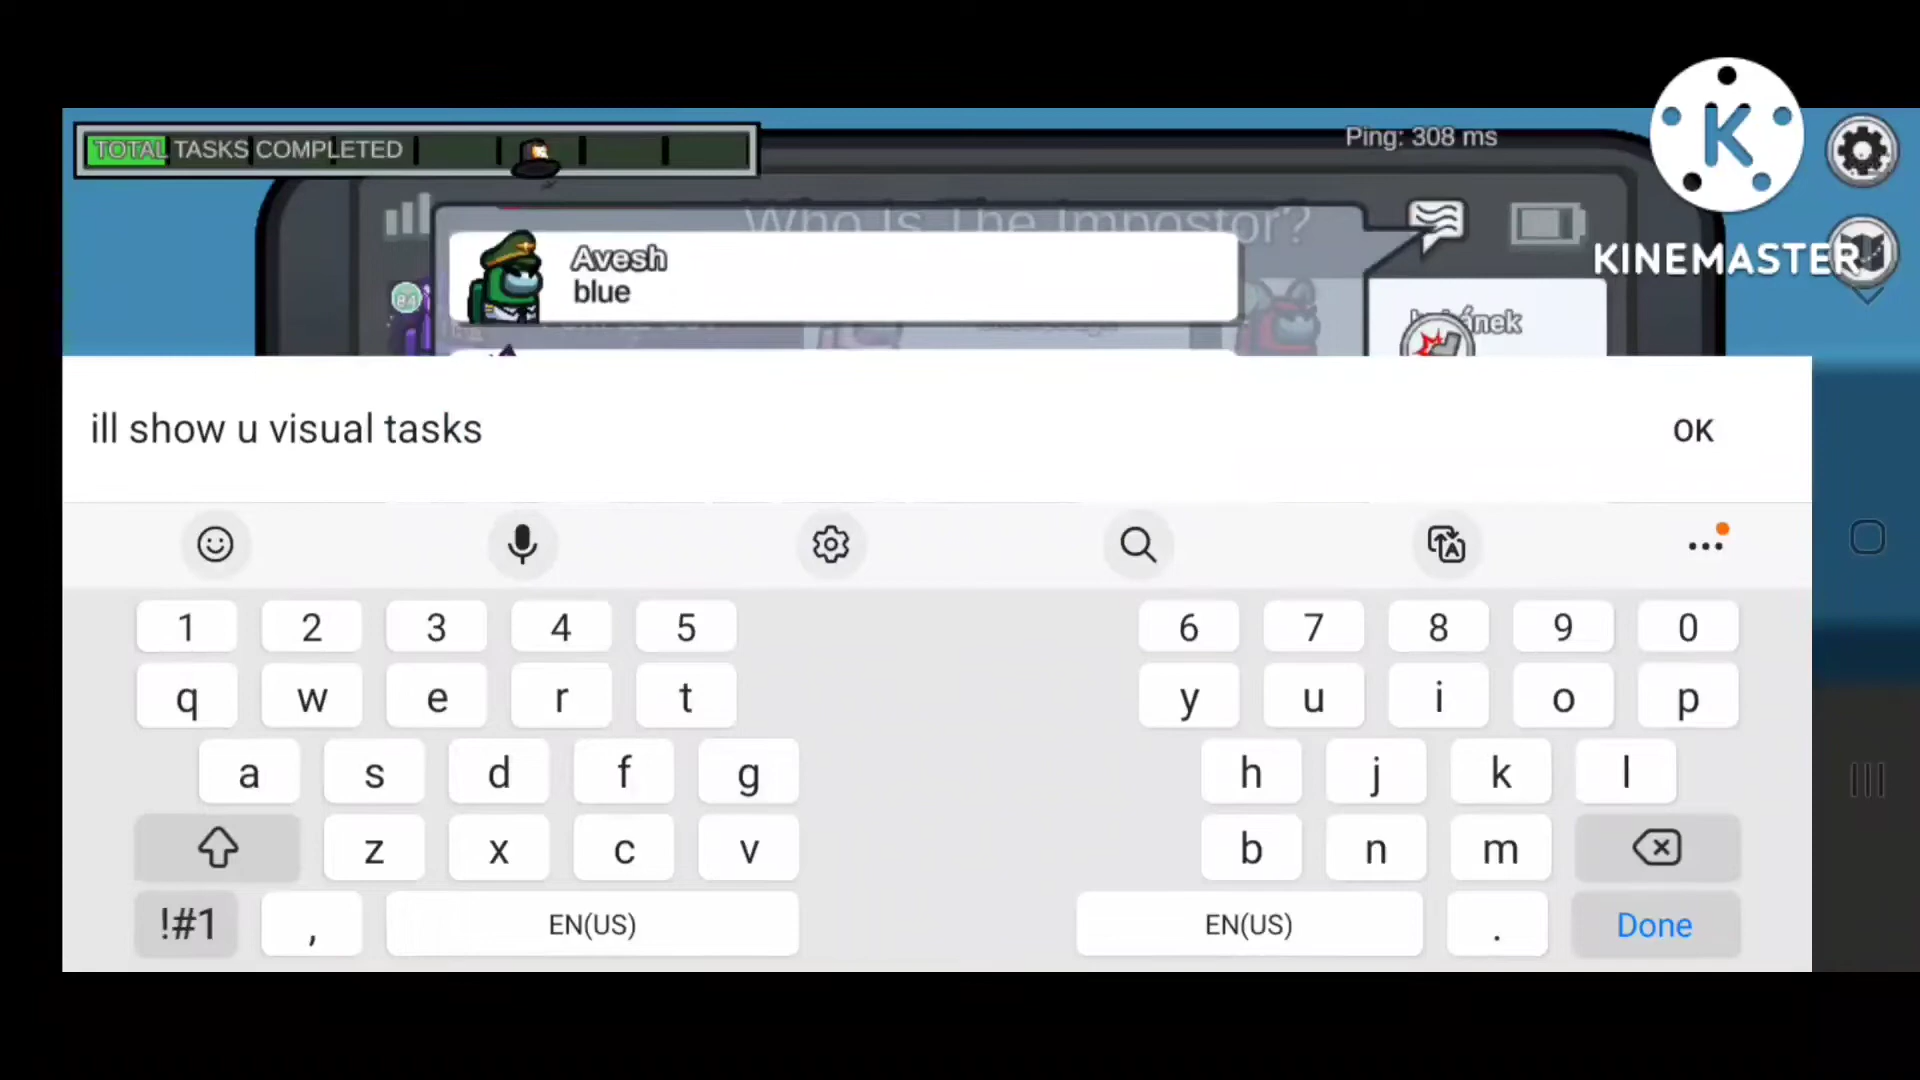 TOTAL TASKS COMPLETED
Ping: 308 ms
K
KINEMASTER
Who Is The Impostor?
Avesh
blue
84
ill show u visual tasks
OK
1 2 3 4 5 6 7 8 9 0
q w e r t y u i o p
a s d f g h j k l
z x c v b n m
!#1 , EN(US) EN(US) . Done